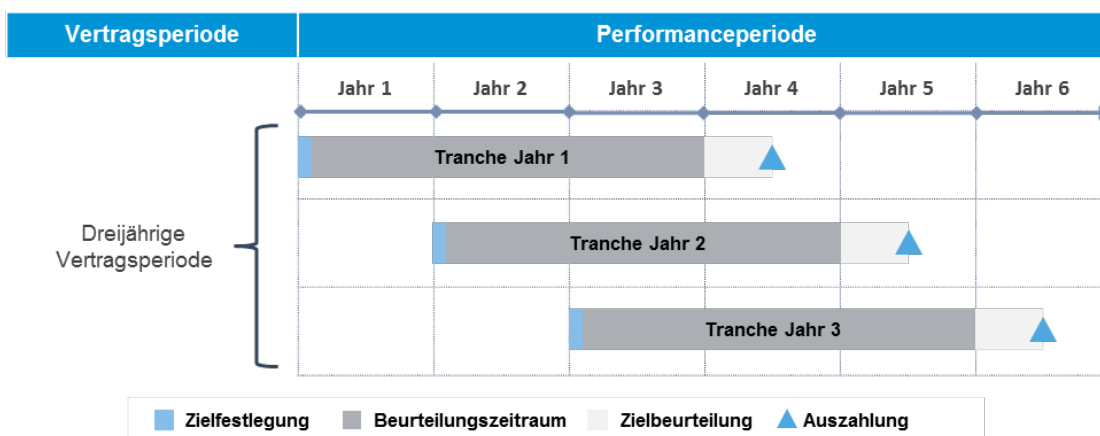 Vertragsperiode Performanceperiode
Jahr 1 Jahr 2 Jahr 3 Jahr 4 Jahr 5 Jahr 6
Tranche Jahr 1
Dreijährige
Vertragsperiode
Tranche Jahr 2
Tranche Jahr 3
Zielfestlegung Beurteilungszeitraum Zielbeurteilung Auszahlung